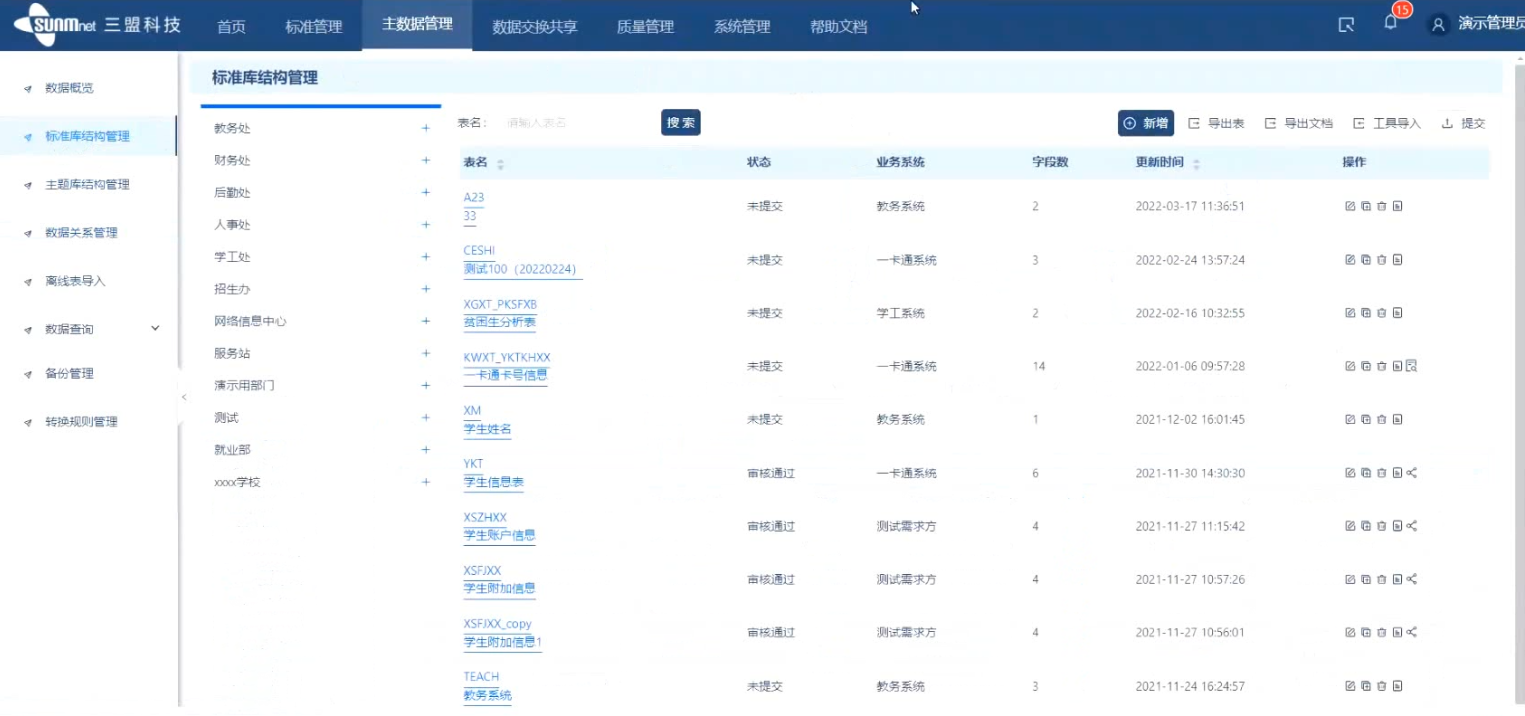 sunmnet 三盟科技 首页 标准管理 主数据管理 数据交换共享 质量管理 系统管理 帮助文档 15 演示管理员
数据概览
标准库结构管理
主题库结构管理
数据关系管理
离线表导入
数据查询
备份管理
转换规则管理
标准库结构管理
教务处 +
财务处 +
后勤处 +
人事处 +
学工处 +
招生办 +
网络信息中心 +
服务站 +
演示用部门 +
测试 +
就业部 +
xxxx学校 +
表名： 请输入表名 搜索 新增 导出表 导出文档 工具导入 提交
表名 状态 业务系统 字段数 更新时间 操作
A23
33 未提交 教务系统 2 2022-03-17 11:36:51
CESHI
测试100（20220224） 未提交 一卡通系统 3 2022-02-24 13:57:24
XGXT_PKSFXB
贫困生分析表 未提交 学工系统 2 2022-02-16 10:32:55
KWXT_YKTKHXX
一卡通卡号信息 未提交 一卡通系统 14 2022-01-06 09:57:28
XM
学生姓名 未提交 教务系统 1 2021-12-02 16:01:45
YKT
学生信息表 审核通过 一卡通系统 6 2021-11-30 14:30:30
XSZHXX
学生账户信息 审核通过 测试需求方 4 2021-11-27 11:15:42
XSFJXX
学生附加信息 审核通过 测试需求方 4 2021-11-27 10:57:26
XSFJXX_copy
学生附加信息1 审核通过 测试需求方 4 2021-11-27 10:56:01
TEACH
教务系统 未提交 教务系统 3 2021-11-24 16:24:57